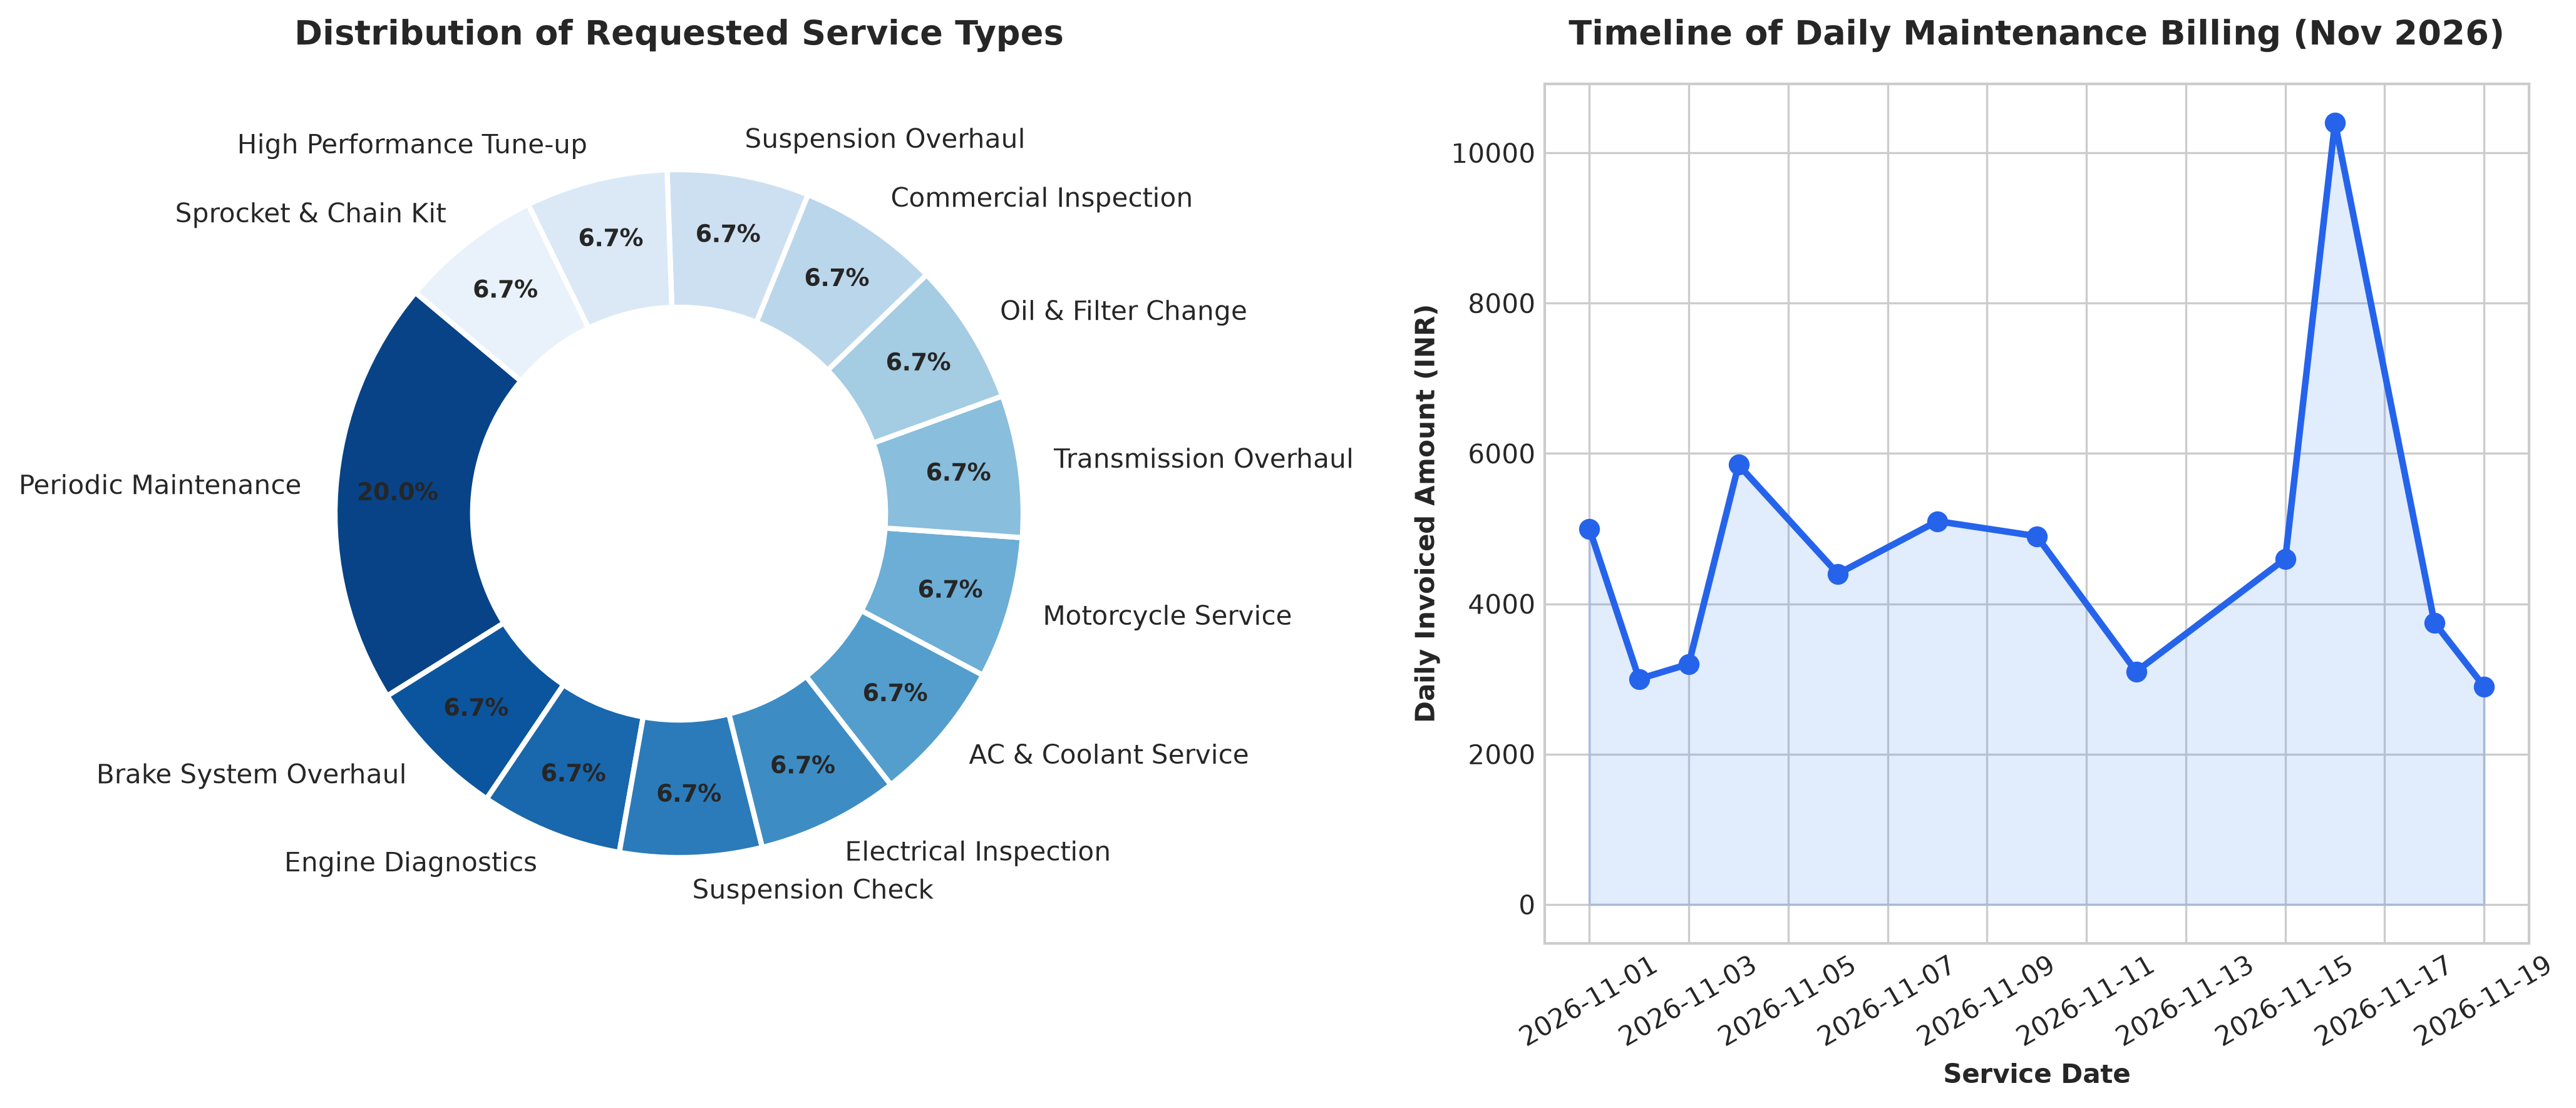 Distribution of Requested Service Types
High Performance Tune-up
Suspension Overhaul
Sprocket & Chain Kit
Commercial Inspection
Oil & Filter Change
Transmission Overhaul
Periodic Maintenance
Motorcycle Service
AC & Coolant Service
Brake System Overhaul
Electrical Inspection
Engine Diagnostics
Suspension Check
6.7%
6.7%
6.7%
6.7%
6.7%
6.7%
20.0%
6.7%
6.7%
6.7%
6.7%
6.7%
6.7%
Timeline of Daily Maintenance Billing (Nov 2026)
Daily Invoiced Amount (INR)
10000
8000
6000
4000
2000
0
2026-11-01
2026-11-03
2026-11-05
2026-11-07
2026-11-09
2026-11-11
2026-11-13
2026-11-15
2026-11-17
2026-11-19
Service Date